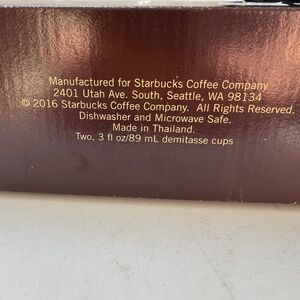 Manufactured for Starbucks Coffee Company
2401 Utah Ave. South, Seattle, WA 98134
© 2016 Starbucks Coffee Company. All Rights Reserved.
Dishwasher and Microwave Safe.
Made in Thailand.
Two, 3 fl oz/89 mL demitasse cups